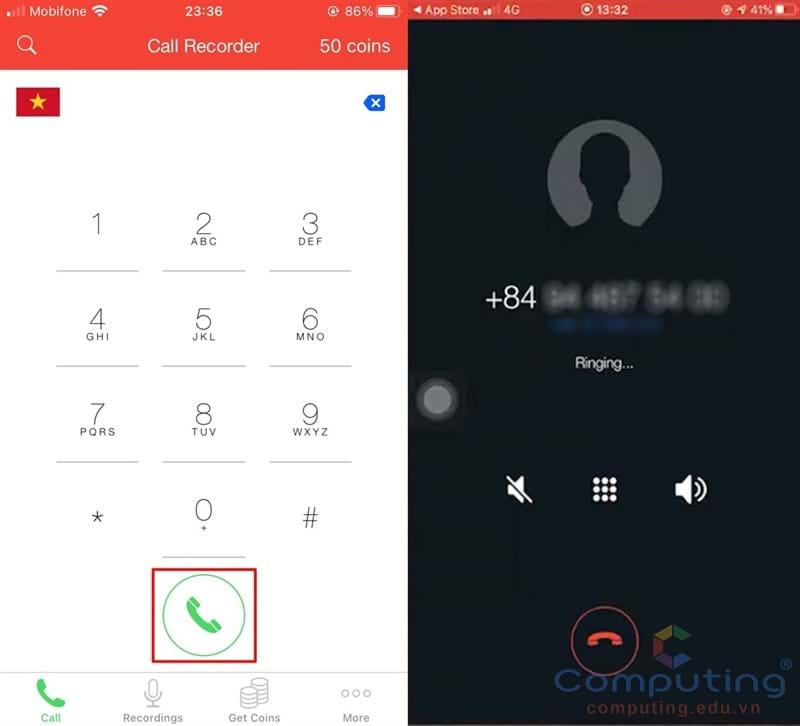 Mobifone 23:36 86%
Call Recorder 50 coins
1 2 3
ABC DEF
4 5 6
GHI JKL MNO
7 8 9
PQRS TUV WXYZ
* 0 #
+
Call Recordings Get Coins More
App Store 4G 13:32 41%
+84
Ringing...
Computing®
computing.edu.vn